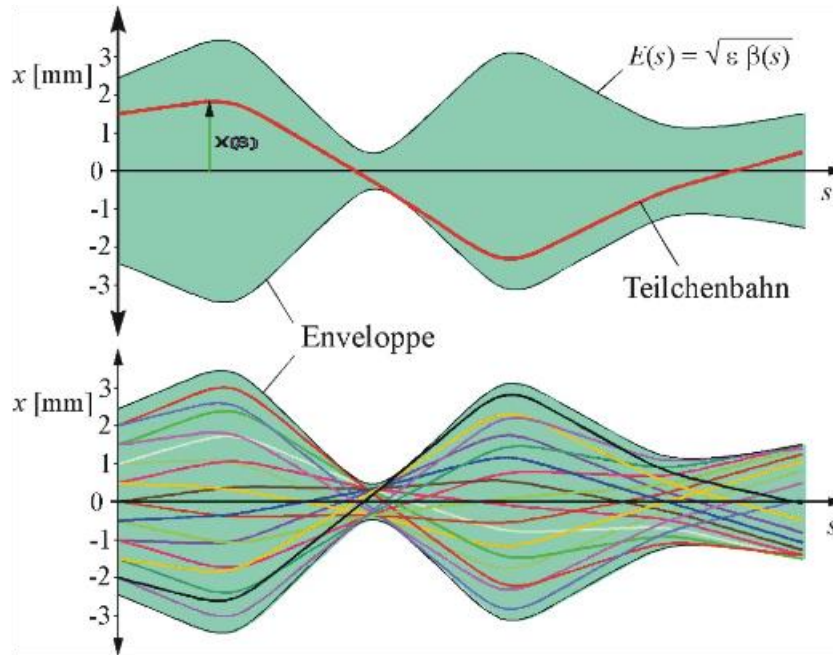 x [mm]
3
2
1
0
-1
-2
-3
x(s)
E(s) = √ε β(s)
s
Teilchenbahn
Enveloppe
x [mm]
3
2
1
0
-1
-2
-3
s